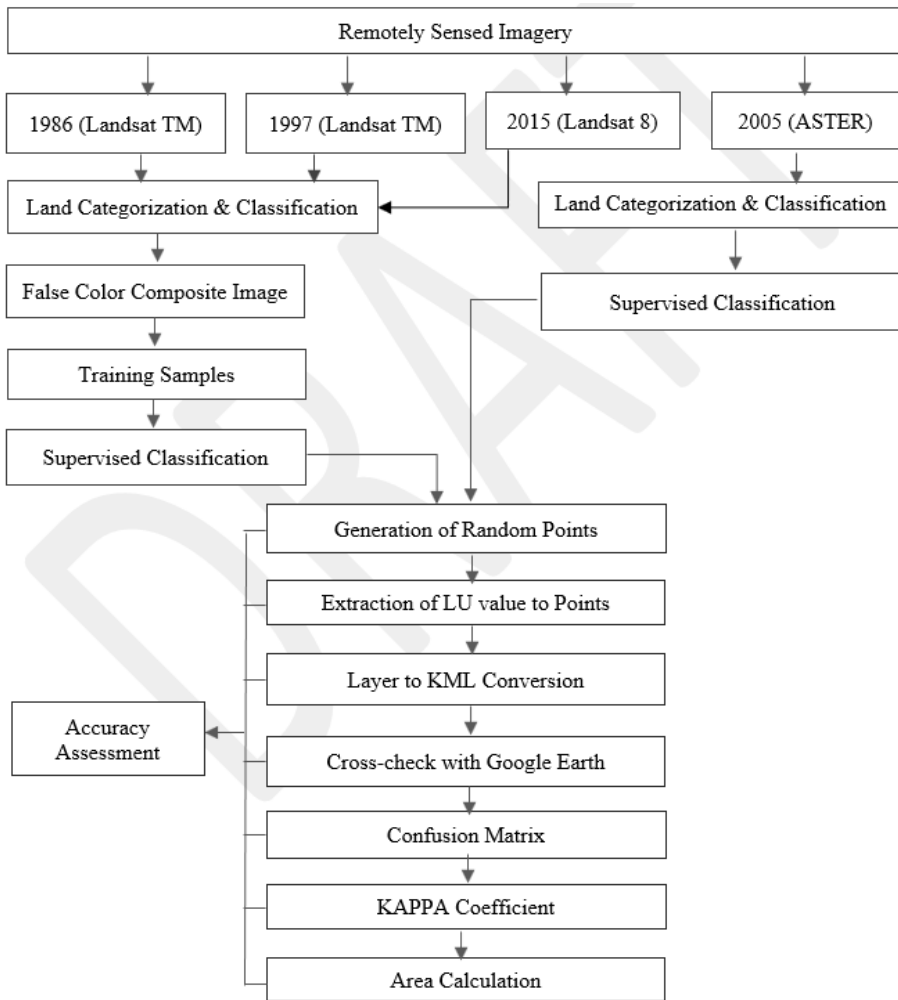 Remotely Sensed Imagery
1986 (Landsat TM)
1997 (Landsat TM)
2015 (Landsat 8)
2005 (ASTER)
Land Categorization & Classification
Land Categorization & Classification
False Color Composite Image
Supervised Classification
Training Samples
Supervised Classification
Generation of Random Points
Extraction of LU value to Points
Layer to KML Conversion
Accuracy
Assessment
Cross-check with Google Earth
Confusion Matrix
KAPPA Coefficient
Area Calculation
DRAFT